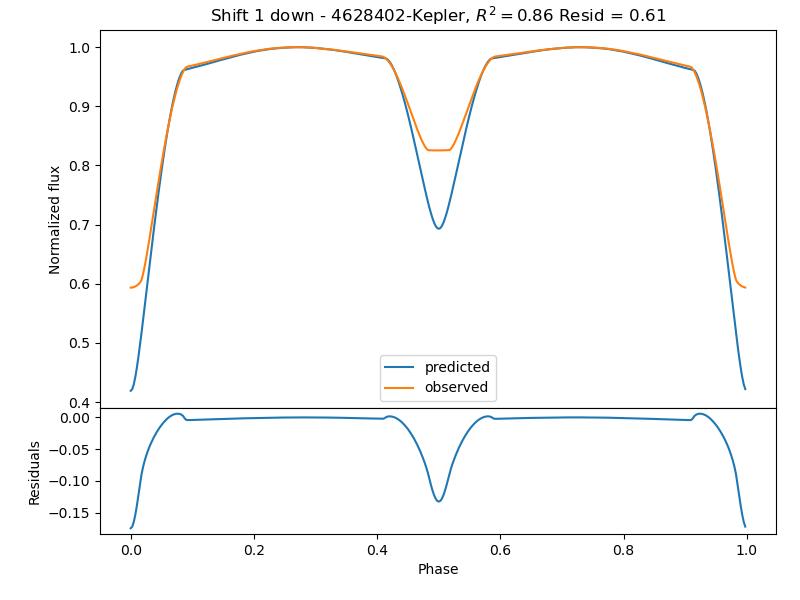 Shift 1 down - 4628402-Kepler, R² = 0.86 Resid = 0.61
1.0
0.9
0.8
0.7
0.6
0.5
0.4
Normalized flux
predicted
observed
0.00
−0.05
−0.10
−0.15
Residuals
0.0 0.2 0.4 0.6 0.8 1.0
Phase